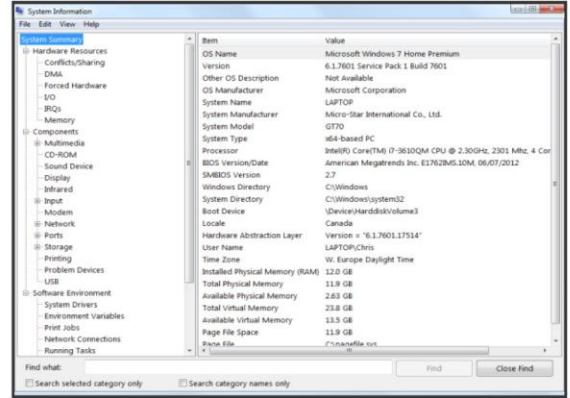 System Information
File Edit View Help
System Summary
Hardware Resources
Conflicts/Sharing
DMA
Forced Hardware
I/O
IRQs
Memory
Components
Multimedia
CD-ROM
Sound Device
Display
Infrared
Input
Modem
Network
Ports
Storage
Printing
Problem Devices
USB
Software Environment
System Drivers
Environment Variables
Print Jobs
Network Connections
Running Tasks
Item Value
OS Name Microsoft Windows 7 Home Premium
Version 6.1.7601 Service Pack 1 Build 7601
Other OS Description Not Available
OS Manufacturer Microsoft Corporation
System Name LAPTOP
System Manufacturer Micro-Star International Co., Ltd.
System Model GT70
System Type x64-based PC
Processor Intel(R) Core(TM) i7-3610QM CPU @ 2.30GHz, 2301 Mhz, 4 Cor
BIOS Version/Date American Megatrends Inc. E1762IMS.10M, 06/07/2012
SMBIOS Version 2.7
Windows Directory C:\Windows
System Directory C:\Windows\system32
Boot Device \Device\HarddiskVolume3
Locale Canada
Hardware Abstraction Layer Version = "6.1.7601.17514"
User Name LAPTOP\Chris
Time Zone W. Europe Daylight Time
Installed Physical Memory (RAM) 12.0 GB
Total Physical Memory 11.9 GB
Available Physical Memory 2.63 GB
Total Virtual Memory 23.8 GB
Available Virtual Memory 13.5 GB
Page File Space 11.9 GB
Page File C:\pagefile.sys
Find what: Find Close Find
Search selected category only Search category names only